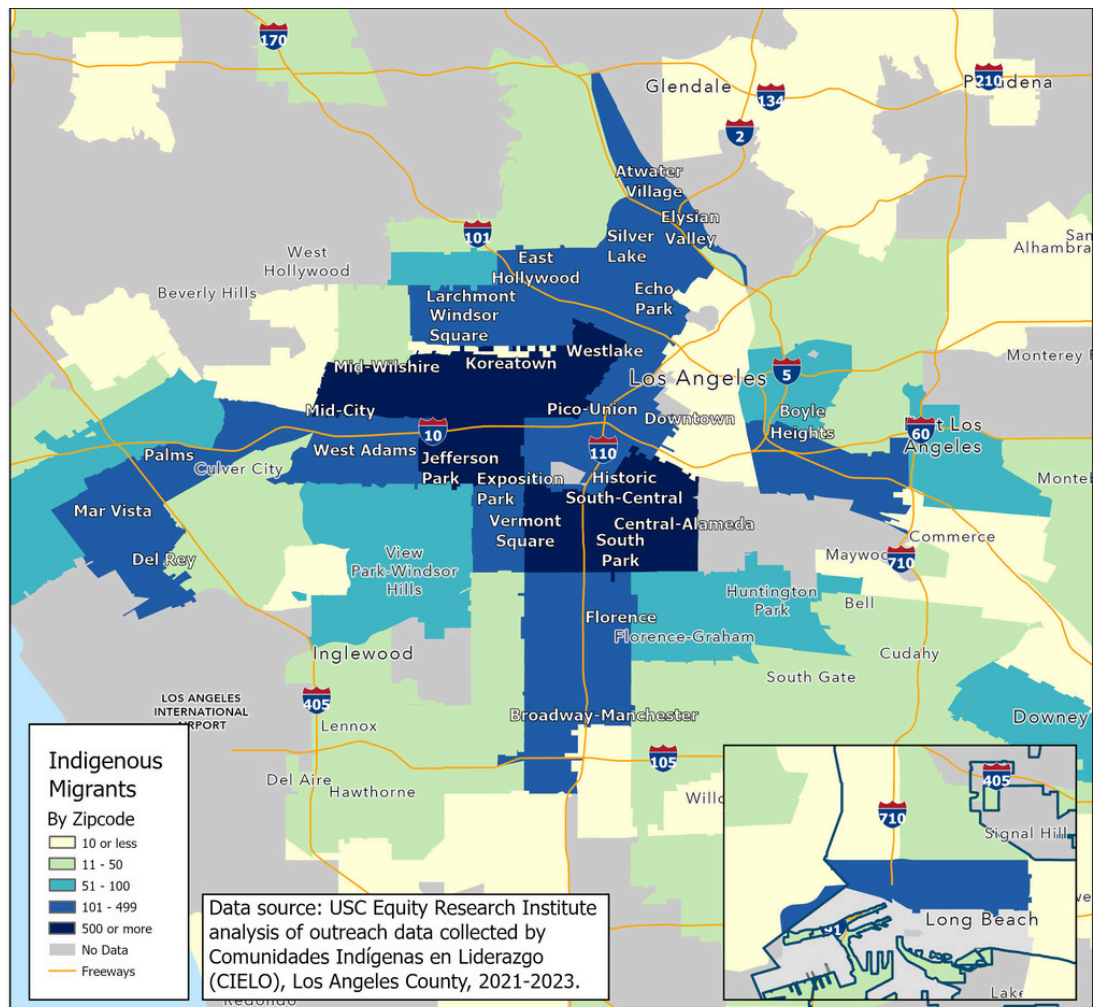 170
210
Glendale
134
Pasadena
2
Atwater
Village
Elysian
Valley
101
Silver
Lake
West
Hollywood
East
Hollywood
Alhambra
Beverly Hills
Larchmont
Windsor
Square
Echo
Park
Westlake
Mid-Wilshire
Koreatown
Monterey
Los Angeles
5
Mid-City
Pico-Union
Downtown
Boyle
Heights
10
60
East Los
Angeles
Palms
West Adams
110
Culver City
Jefferson
Park
Exposition
Park
Historic
South-Central
Mar Vista
Vermont
Square
Central-Alameda
South
Park
Commerce
Del Rey
View
Park-Windsor
Hills
710
Huntington
Park
Bell
Florence
Florence-Graham
Inglewood
Cudahy
South Gate
LOS ANGELES
INTERNATIONAL
AIRPORT
405
Lennox
Broadway-Manchester
Downey
105
Del Aire
Hawthorne
Indigenous
Migrants
By Zipcode
10 or less
11 - 50
51 - 100
101 - 499
500 or more
No Data
Freeways
Data source: USC Equity Research Institute
analysis of outreach data collected by
Comunidades Indígenas en Liderazgo
(CIELO), Los Angeles County, 2021-2023.
405
710
Signal Hill
Long Beach
91